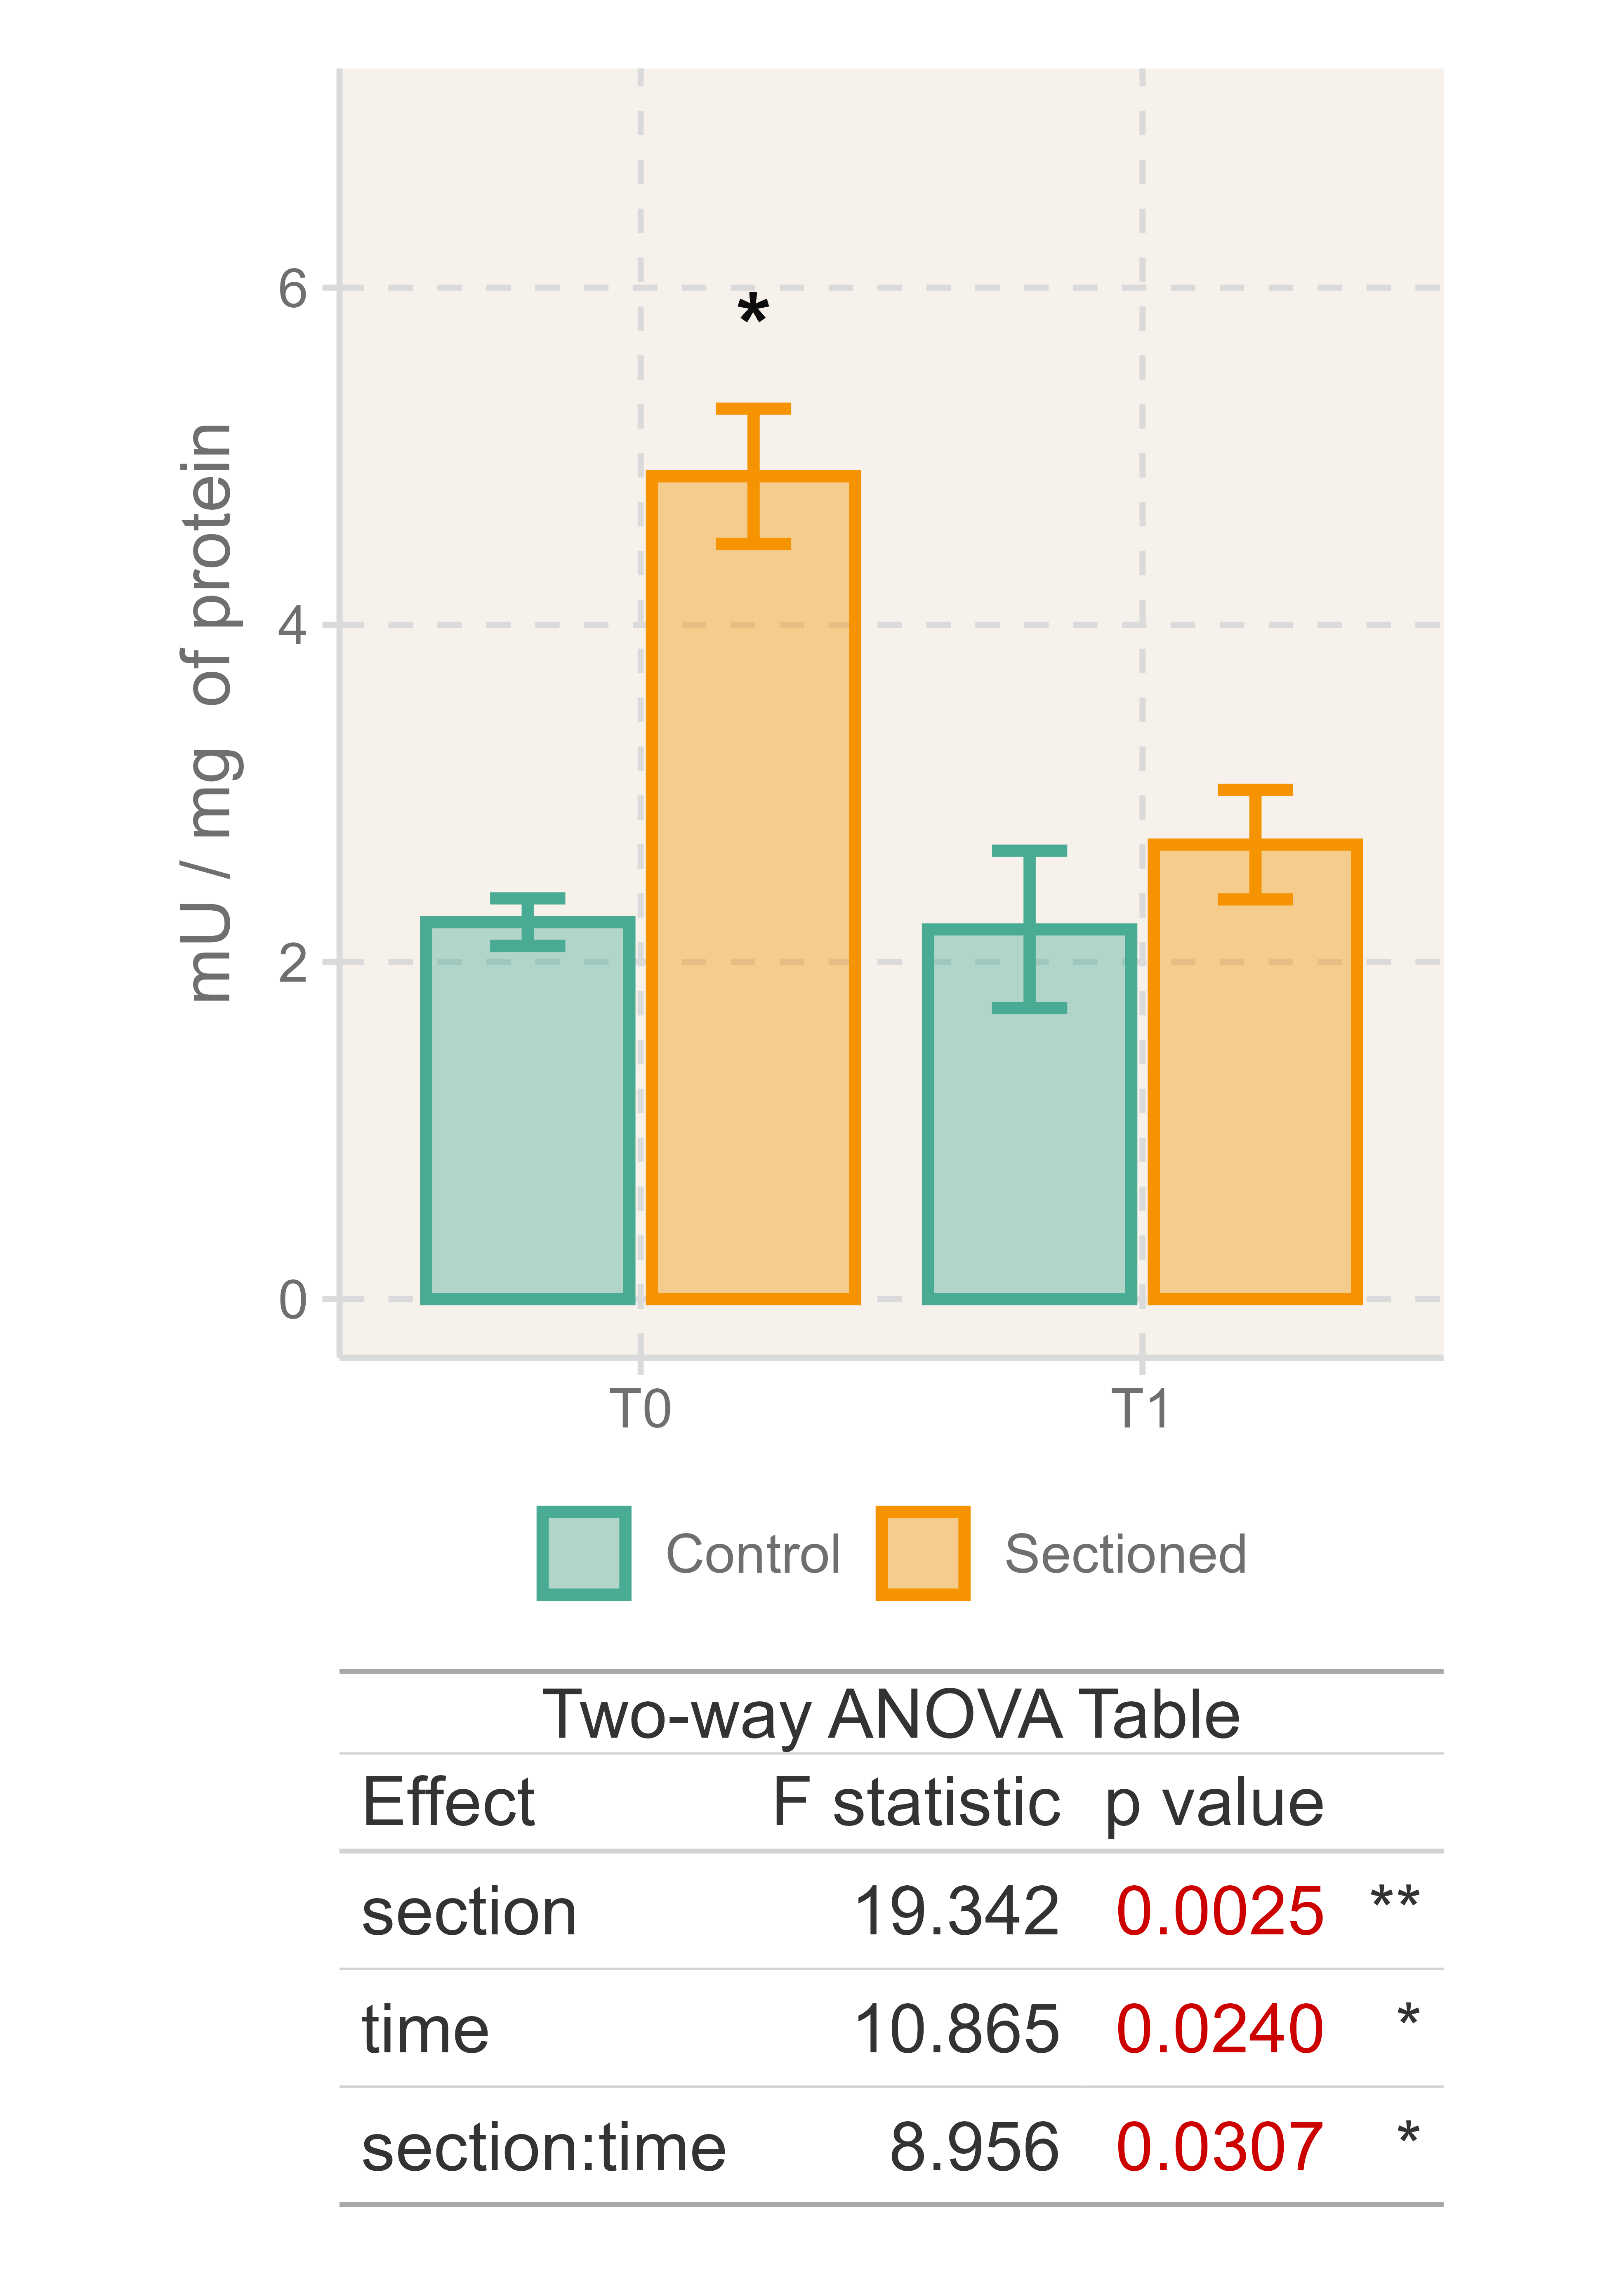 *
6
4
2
0
mU / mg of protein
T0 T1
Control Sectioned
Two-way ANOVA Table
Effect F statistic p value
section 19.342 0.0025 **
time 10.865 0.0240 *
section:time 8.956 0.0307 *